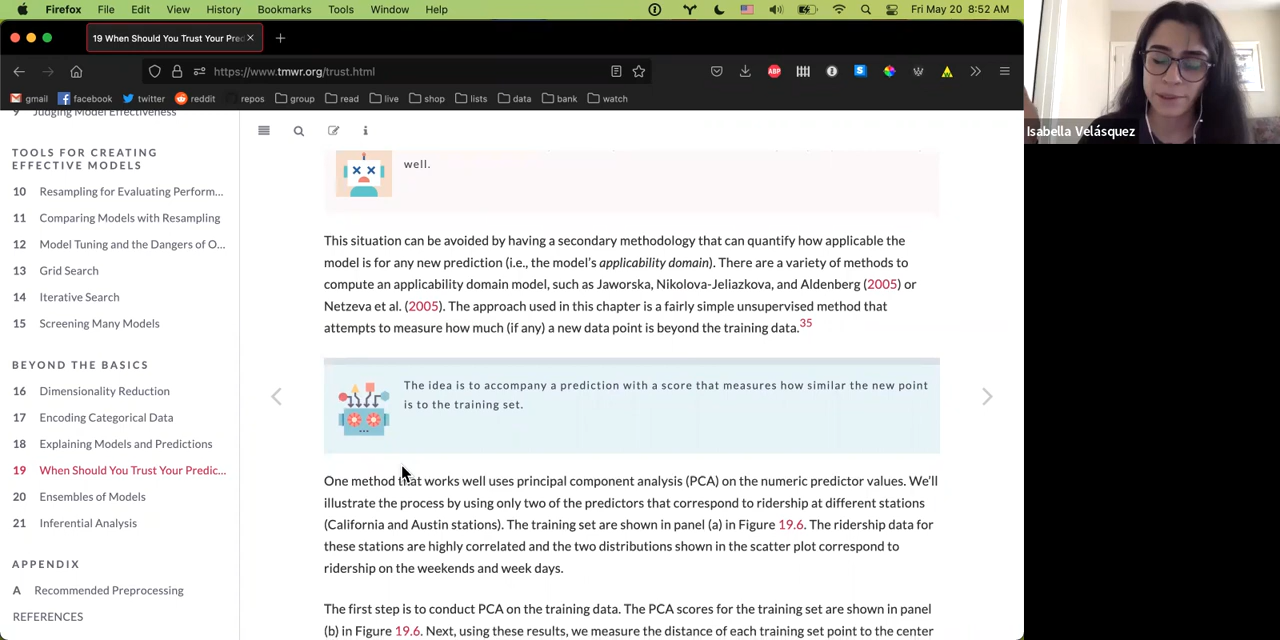 Firefox File Edit View History Bookmarks Tools Window Help Fri May 20 8:52 AM
19 When Should You Trust Your Pre
https://www.tmwr.org/trust.html
gmail facebook twitter reddit repos group read live shop lists data bank watch
9 Judging Model Effectiveness
TOOLS FOR CREATING
EFFECTIVE MODELS
10 Resampling for Evaluating Perform...
11 Comparing Models with Resampling
12 Model Tuning and the Dangers of O...
13 Grid Search
14 Iterative Search
15 Screening Many Models
BEYOND THE BASICS
16 Dimensionality Reduction
17 Encoding Categorical Data
18 Explaining Models and Predictions
19 When Should You Trust Your Predic...
20 Ensembles of Models
21 Inferential Analysis
APPENDIX
A Recommended Preprocessing
REFERENCES
well.
This situation can be avoided by having a secondary methodology that can quantify how applicable the
model is for any new prediction (i.e., the model's applicability domain). There are a variety of methods to
compute an applicability domain model, such as Jaworska, Nikolova-Jeliazkova, and Aldenberg (2005) or
Netzeva et al. (2005). The approach used in this chapter is a fairly simple unsupervised method that
attempts to measure how much (if any) a new data point is beyond the training data.35
The idea is to accompany a prediction with a score that measures how similar the new point
is to the training set.
One method that works well uses principal component analysis (PCA) on the numeric predictor values. We'll
illustrate the process by using only two of the predictors that correspond to ridership at different stations
(California and Austin stations). The training set are shown in panel (a) in Figure 19.6. The ridership data for
these stations are highly correlated and the two distributions shown in the scatter plot correspond to
ridership on the weekends and week days.
The first step is to conduct PCA on the training data. The PCA scores for the training set are shown in panel
(b) in Figure 19.6. Next, using these results, we measure the distance of each training set point to the center
Isabella Velásquez
ABP